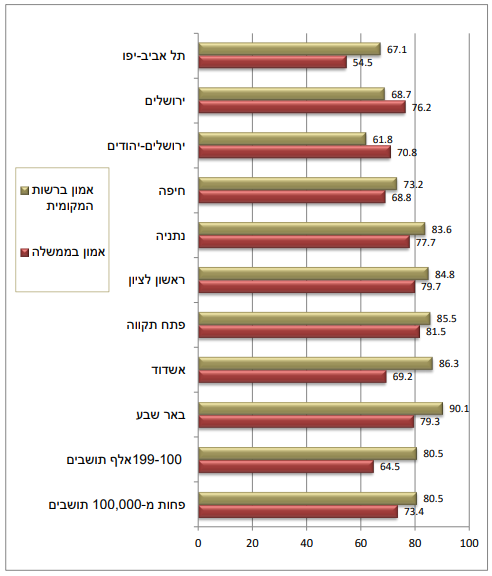 תל אביב-יפו
67.1
54.5
ירושלים
68.7
76.2
ירושלים-יהודים
61.8
70.8
חיפה
73.2
68.8
נתניה
83.6
77.7
ראשון לציון
84.8
79.7
פתח תקווה
85.5
81.5
אשדוד
86.3
69.2
באר שבע
90.1
79.3
199-100אלף תושבים
80.5
64.5
פחות מ-100,000 תושבים
80.5
73.4
0 20 40 60 80 100
אמון ברשות
המקומית
אמון בממשלה